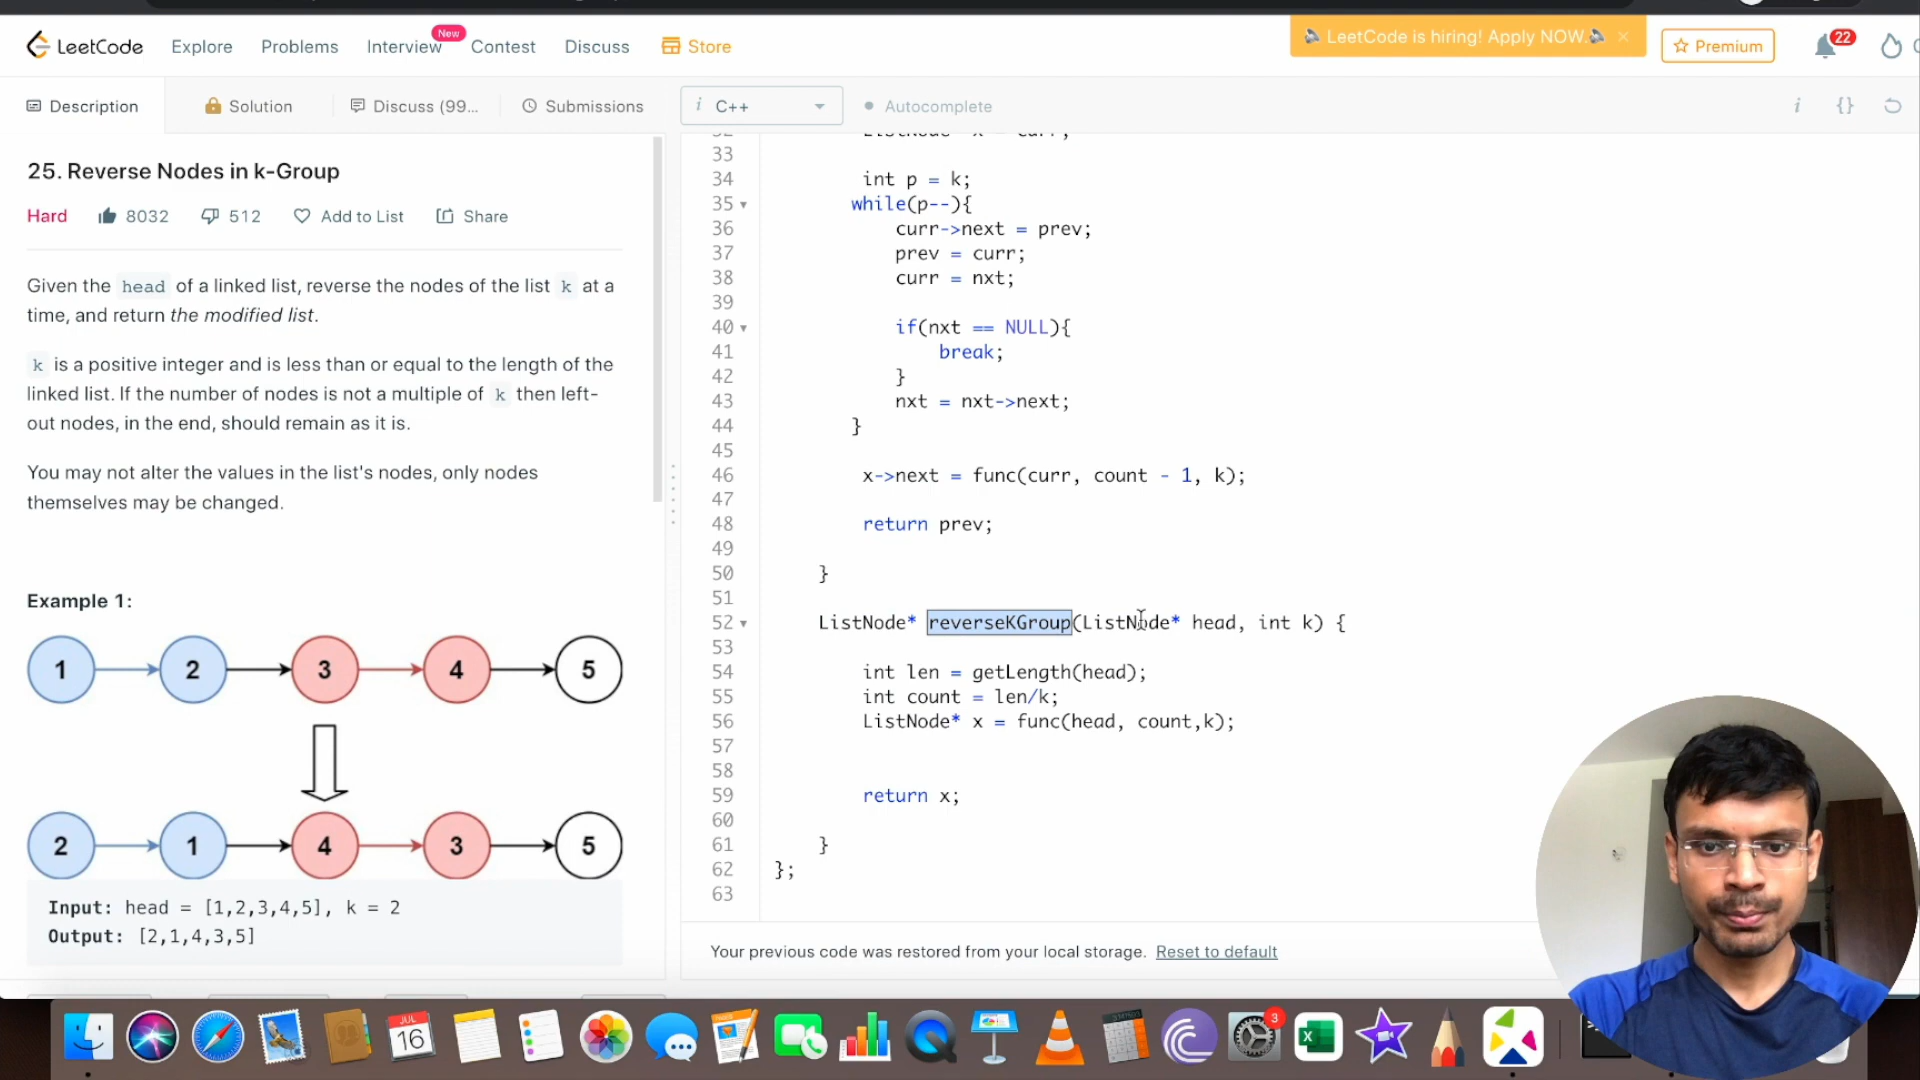 LeetCode Explore Problems Interview New Contest Discuss Store
LeetCode is hiring! Apply NOW. ×
Premium 22
Description Solution Discuss (99... Submissions
i C++ Autocomplete
25. Reverse Nodes in k-Group
Hard 8032 512 Add to List Share
Given the head of a linked list, reverse the nodes of the list k at a
time, and return the modified list.
k is a positive integer and is less than or equal to the length of the
linked list. If the number of nodes is not a multiple of k then left-
out nodes, in the end, should remain as it is.
You may not alter the values in the list's nodes, only nodes
themselves may be changed.
Example 1:
1 2 3 4 5
2 1 4 3 5
Input: head = [1,2,3,4,5], k = 2
Output: [2,1,4,3,5]
33
34 int p = k;
35 while(p--){
36 curr->next = prev;
37 prev = curr;
38 curr = nxt;
39
40 if(nxt == NULL){
41 break;
42 }
43 nxt = nxt->next;
44 }
45
46 x->next = func(curr, count - 1, k);
47
48 return prev;
49
50 }
51
52 ListNode* reverseKGroup(ListNode* head, int k) {
53
54 int len = getLength(head);
55 int count = len/k;
56 ListNode* x = func(head, count,k);
57
58
59 return x;
60
61 }
62 };
63
Your previous code was restored from your local storage. Reset to default
JUL
16
3